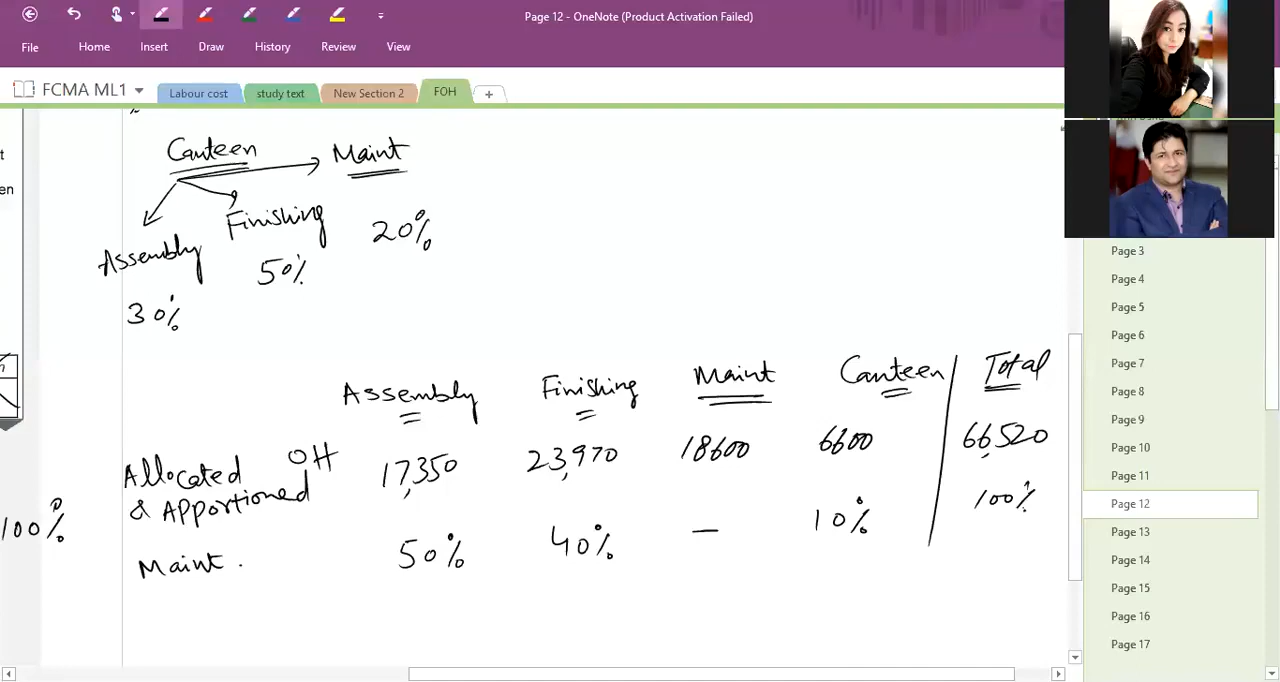 Page 12 - OneNote (Product Activation Failed)
File Home Insert Draw History Review View
FCMA ML1 Labour cost study text New Section 2 FOH +
Canteen Maint
Assembly Finishing 20%
50%
30%
Assembly Finishing Maint Canteen Total
Allocated OH 17,350 23,970 18600 6600 66,520
& Apportioned
100%
100%
Maint. 50% 40% — 10%
t
en
n
Page 3
Page 4
Page 5
Page 6
Page 7
Page 8
Page 9
Page 10
Page 11
Page 12
Page 13
Page 14
Page 15
Page 16
Page 17